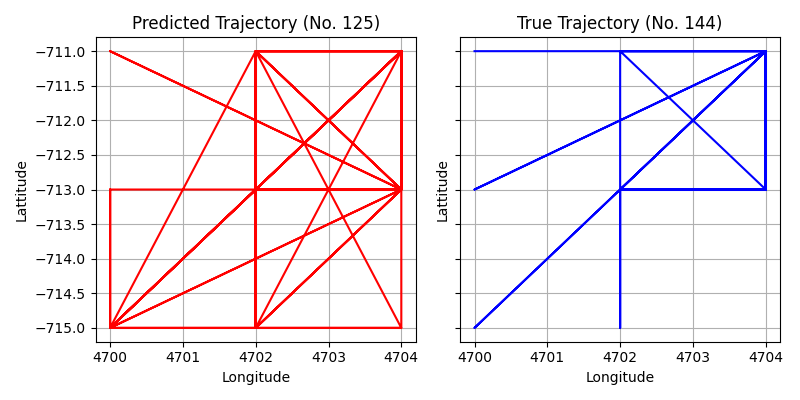 Predicted Trajectory (No. 125)
True Trajectory (No. 144)
−711.0
−711.5
−712.0
−712.5
−713.0
−713.5
−714.0
−714.5
−715.0
Lattitude
Lattitude
4700 4701 4702 4703 4704
4700 4701 4702 4703 4704
Longitude
Longitude